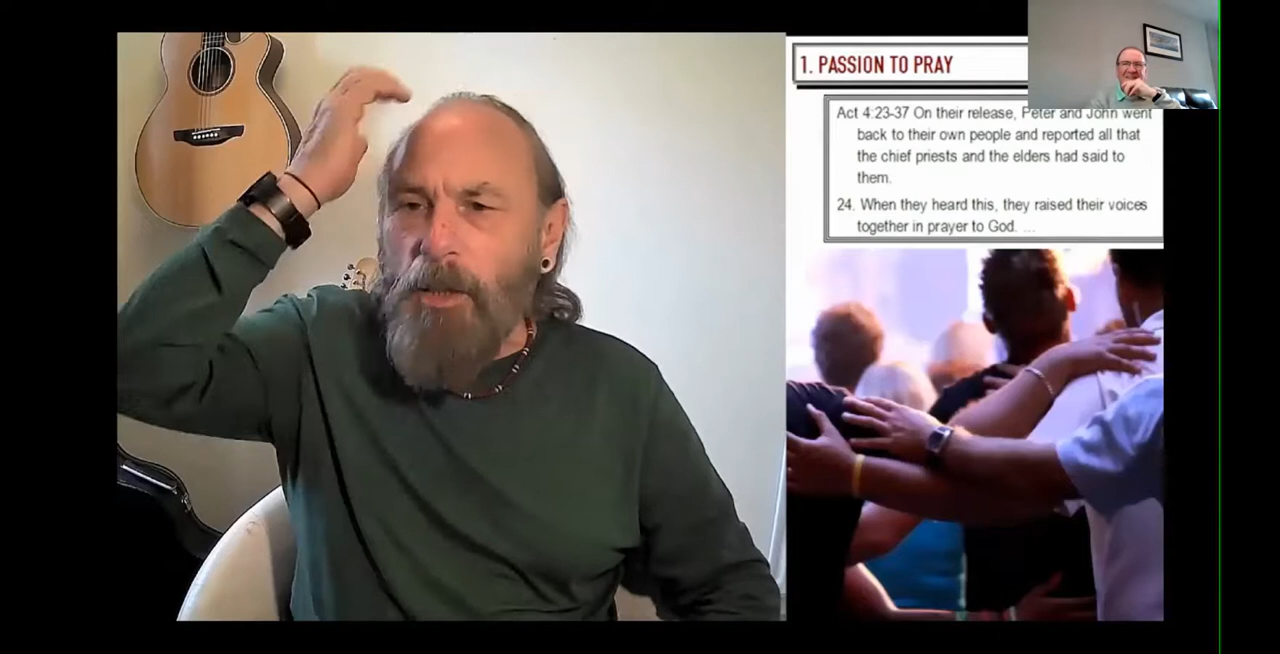 1. PASSION TO PRAY
Act 4:23-37 On their release, Peter and John went
back to their own people and reported all that
the chief priests and the elders had said to
them.
24. When they heard this, they raised their voices
together in prayer to God. ...